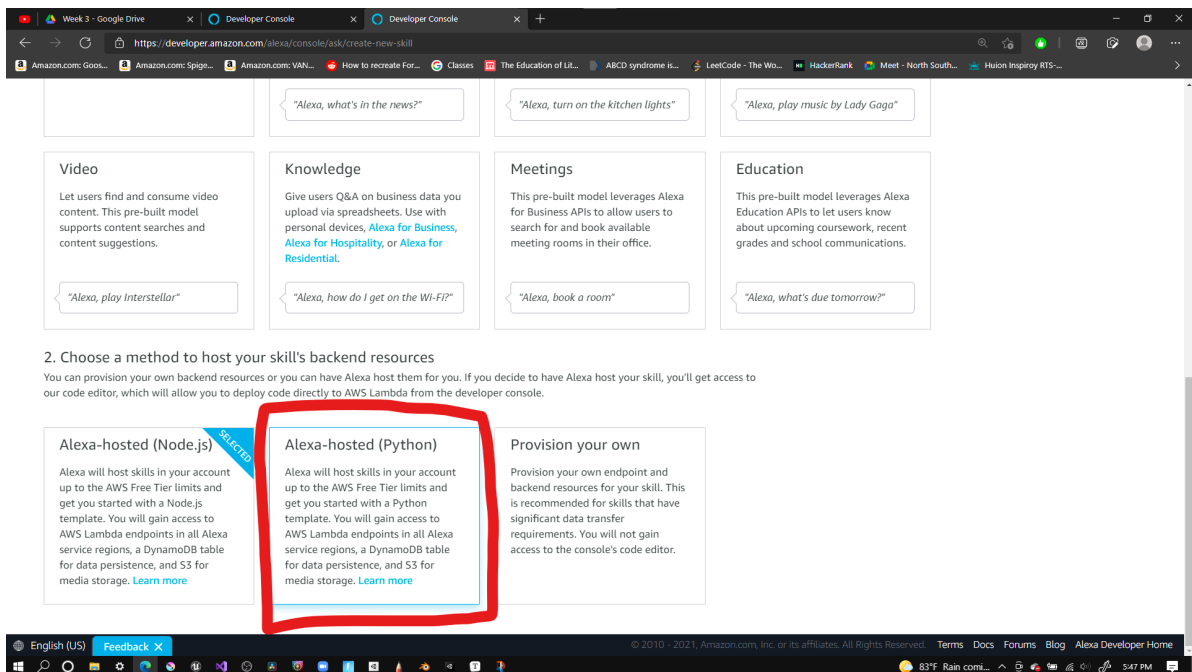 Week 3 - Google Drive
Developer Console
Developer Console
https://developer.amazon.com/alexa/console/ask/create-new-skill
Amazon.com: Goos...
Amazon.com: Spige...
Amazon.com: VAN...
How to recreate For...
Classes
The Education of Lit...
ABCD syndrome is...
LeetCode - The Wo...
HackerRank
Meet - North South...
Huion Inspiroy RTS-...
"Alexa, what's in the news?"
"Alexa, turn on the kitchen lights"
"Alexa, play music by Lady Gaga"
Video
Let users find and consume video
content. This pre-built model
supports content searches and
content suggestions.
"Alexa, play Interstellar"
Knowledge
Give users Q&A on business data you
upload via spreadsheets. Use with
personal devices, Alexa for Business,
Alexa for Hospitality, or Alexa for
Residential.
"Alexa, how do I get on the Wi-Fi?"
Meetings
This pre-built model leverages Alexa
for Business APIs to allow users to
search for and book available
meeting rooms in their office.
"Alexa, book a room"
Education
This pre-built model leverages Alexa
Education APIs to let users know
about upcoming coursework, recent
grades and school communications.
"Alexa, what's due tomorrow?"
2. Choose a method to host your skill's backend resources
You can provision your own backend resources or you can have Alexa host them for you. If you decide to have Alexa host your skill, you'll get access to
our code editor, which will allow you to deploy code directly to AWS Lambda from the developer console.
Alexa-hosted (Node.js)
SELECTED
Alexa will host skills in your account
up to the AWS Free Tier limits and
get you started with a Node.js
template. You will gain access to
AWS Lambda endpoints in all Alexa
service regions, a DynamoDB table
for data persistence, and S3 for
media storage. Learn more
Alexa-hosted (Python)
Alexa will host skills in your account
up to the AWS Free Tier limits and
get you started with a Python
template. You will gain access to
AWS Lambda endpoints in all Alexa
service regions, a DynamoDB table
for data persistence, and S3 for
media storage. Learn more
Provision your own
Provision your own endpoint and
backend resources for your skill. This
is recommended for skills that have
significant data transfer
requirements. You will not gain
access to the console's code editor.
English (US)
Feedback
© 2010 - 2021, Amazon.com, Inc. or its affiliates. All Rights Reserved.
Terms Docs Forums Blog Alexa Developer Home
83°F Rain comi...
5:47 PM